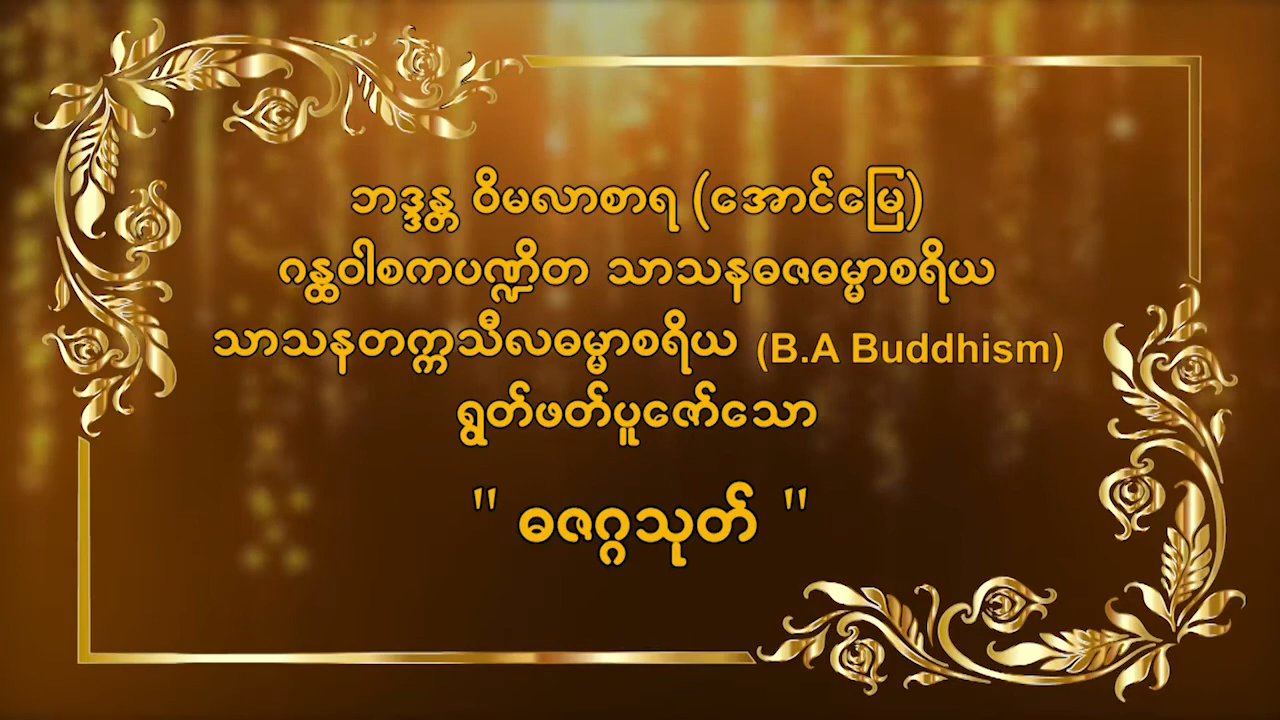 ဘဒ္ဒန္တ ဝိမလာစာရ (အောင်မြေ)
ဂန္ထဝါစကပဏ္ဍိတ သာသနဓဇဓမ္မာစရိယ
သာသနတက္ကသီလဓမ္မာစရိယ (B.A Buddhism)
ရွတ်ဖတ်ပူဇော်သော
" ဓဇဂ္ဂသုတ် "